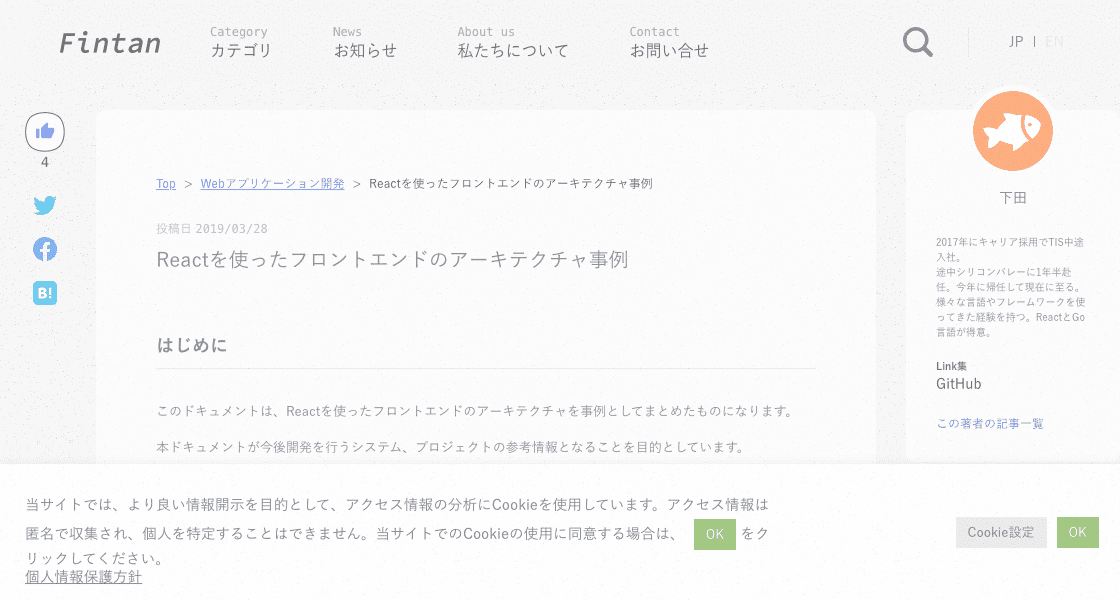 Fintan
Category
カテゴリ
News
お知らせ
About us
私たちについて
Contact
お問い合せ
JP | EN
4
B!
Top > Webアプリケーション開発 > Reactを使ったフロントエンドのアーキテクチャ事例
投稿日 2019/03/28
Reactを使ったフロントエンドのアーキテクチャ事例
はじめに
このドキュメントは、Reactを使ったフロントエンドのアーキテクチャを事例としてまとめたものになります。
本ドキュメントが今後開発を行うシステム、プロジェクトの参考情報となることを目的としています。
下田
2017年にキャリア採用でTIS中途
入社。
途中シリコンバレーに1年半赴
任。今年に帰任して現在に至る。
様々な言語やフレームワークを使
ってきた経験を持つ。ReactとGo
言語が得意。
Link集
GitHub
この著者の記事一覧
当サイトでは、より良い情報開示を目的として、アクセス情報の分析にCookieを使用しています。アクセス情報は
匿名で収集され、個人を特定することはできません。当サイトでのCookieの使用に同意する場合は、 OK をク
リックしてください。
個人情報保護方針
Cookie設定
OK